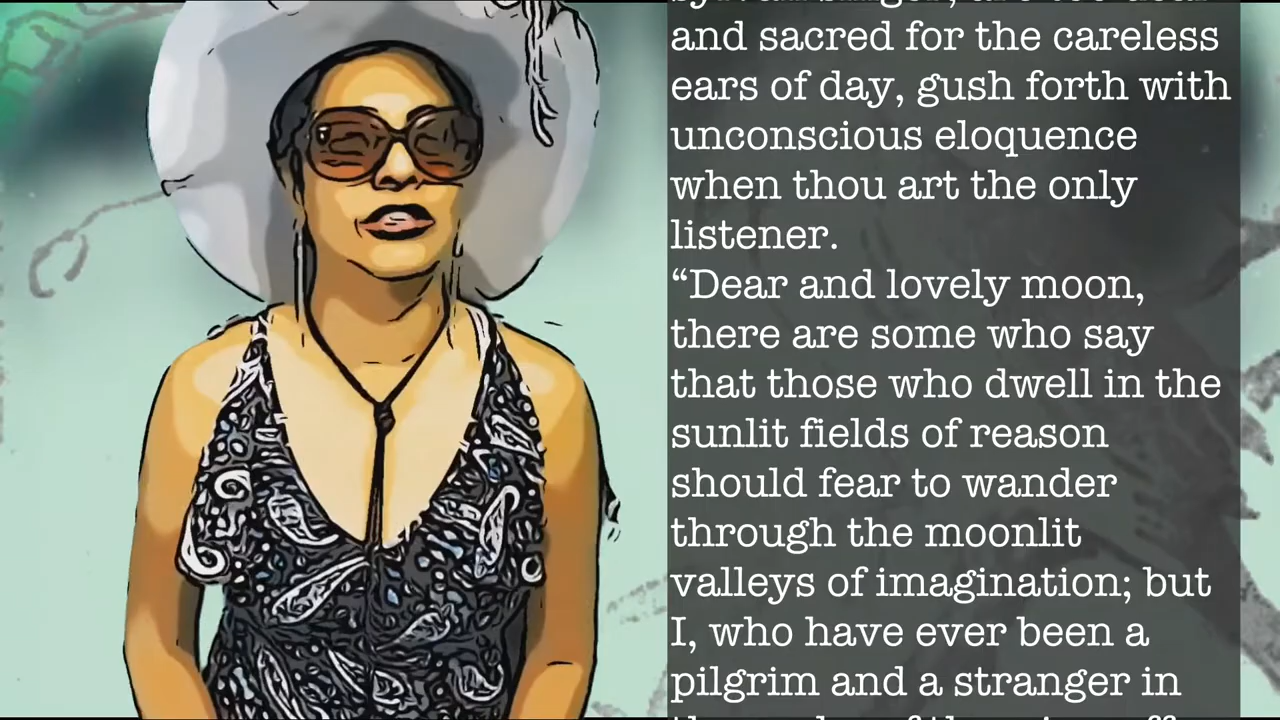 and sacred for the careless
ears of day, gush forth with
unconscious eloquence
when thou art the only
listener.
“Dear and lovely moon,
there are some who say
that those who dwell in the
sunlit fields of reason
should fear to wander
through the moonlit
valleys of imagination; but
I, who have ever been a
pilgrim and a stranger in